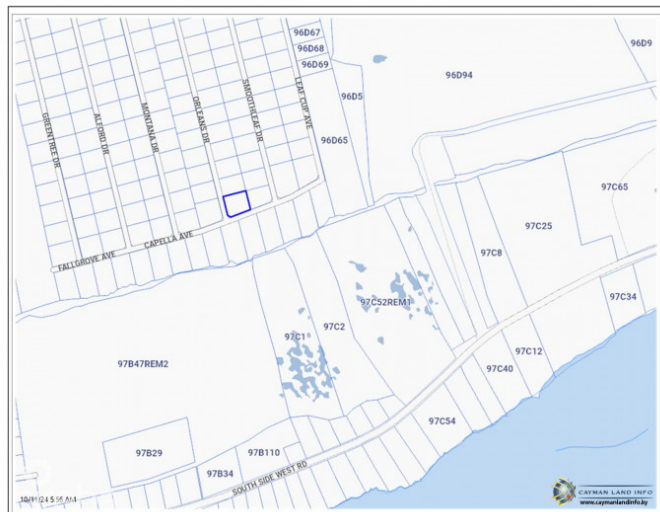 96D67
96D68
96D69
96D9
96D94
96D5
96D65
GREENTREE DR
ALFORD DR
MONTANA DR
ORLEANS DR
SMOOTHLEAF DR
LEAF CUP AVE
97C65
97C25
97C8
CAPELLA AVE
FALLGROVE AVE
97C34
97C52REM1
97C1
97C2
97C12
97B47REM2
97C40
97C54
97B29
97B110
97B34
SOUTH SIDE WEST RD
CAYMAN LAND INFO
www.caymanlandinfo.ky